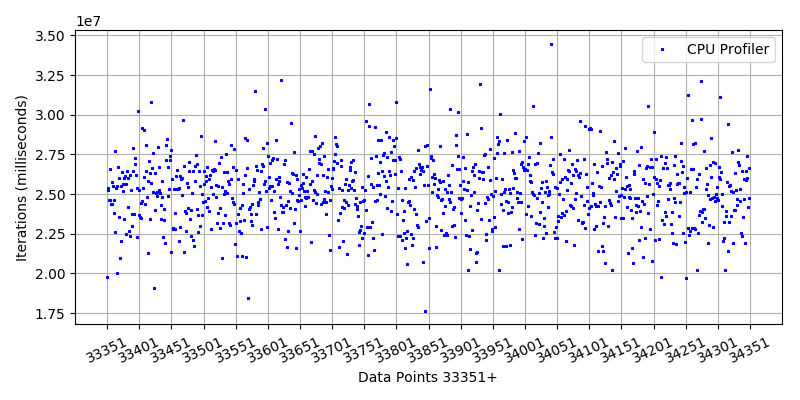 1e7
CPU Profiler
3.50
3.25
3.00
2.75
2.50
2.25
2.00
1.75
Iterations (milliseconds)
33351 33401 33451 33501 33551 33601 33651 33701 33751 33801 33851 33901 33951 34001 34051 34101 34151 34201 34251 34301 34351
Data Points 33351+